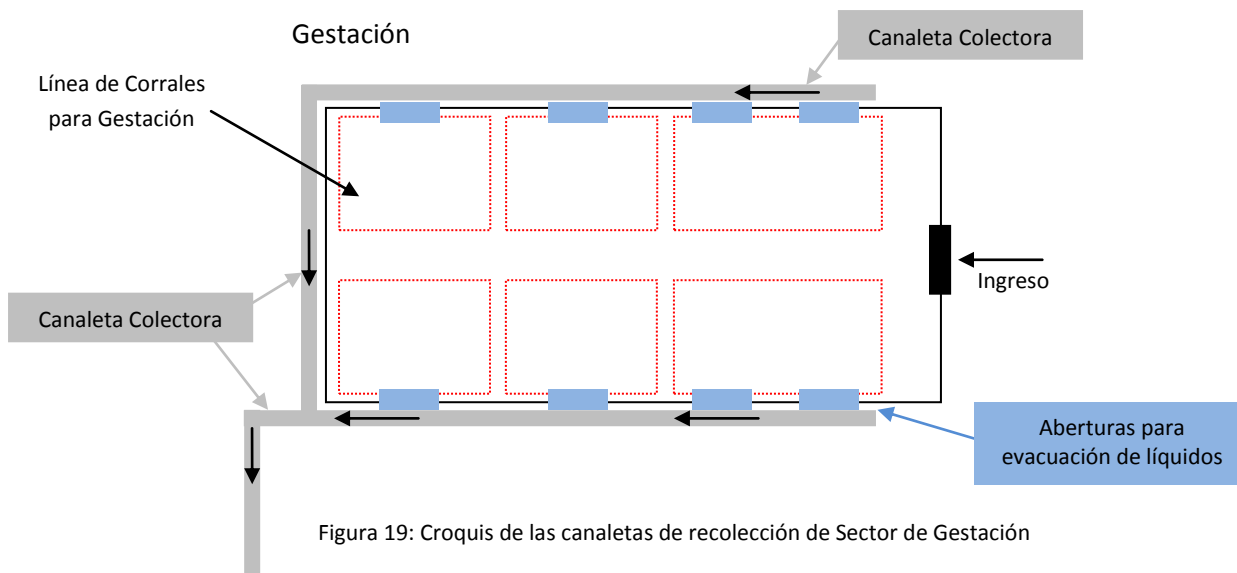 Gestación
Canaleta Colectora
Línea de Corrales
para Gestación
Ingreso
Canaleta Colectora
Aberturas para
evacuación de líquidos
Figura 19: Croquis de las canaletas de recolección de Sector de Gestación